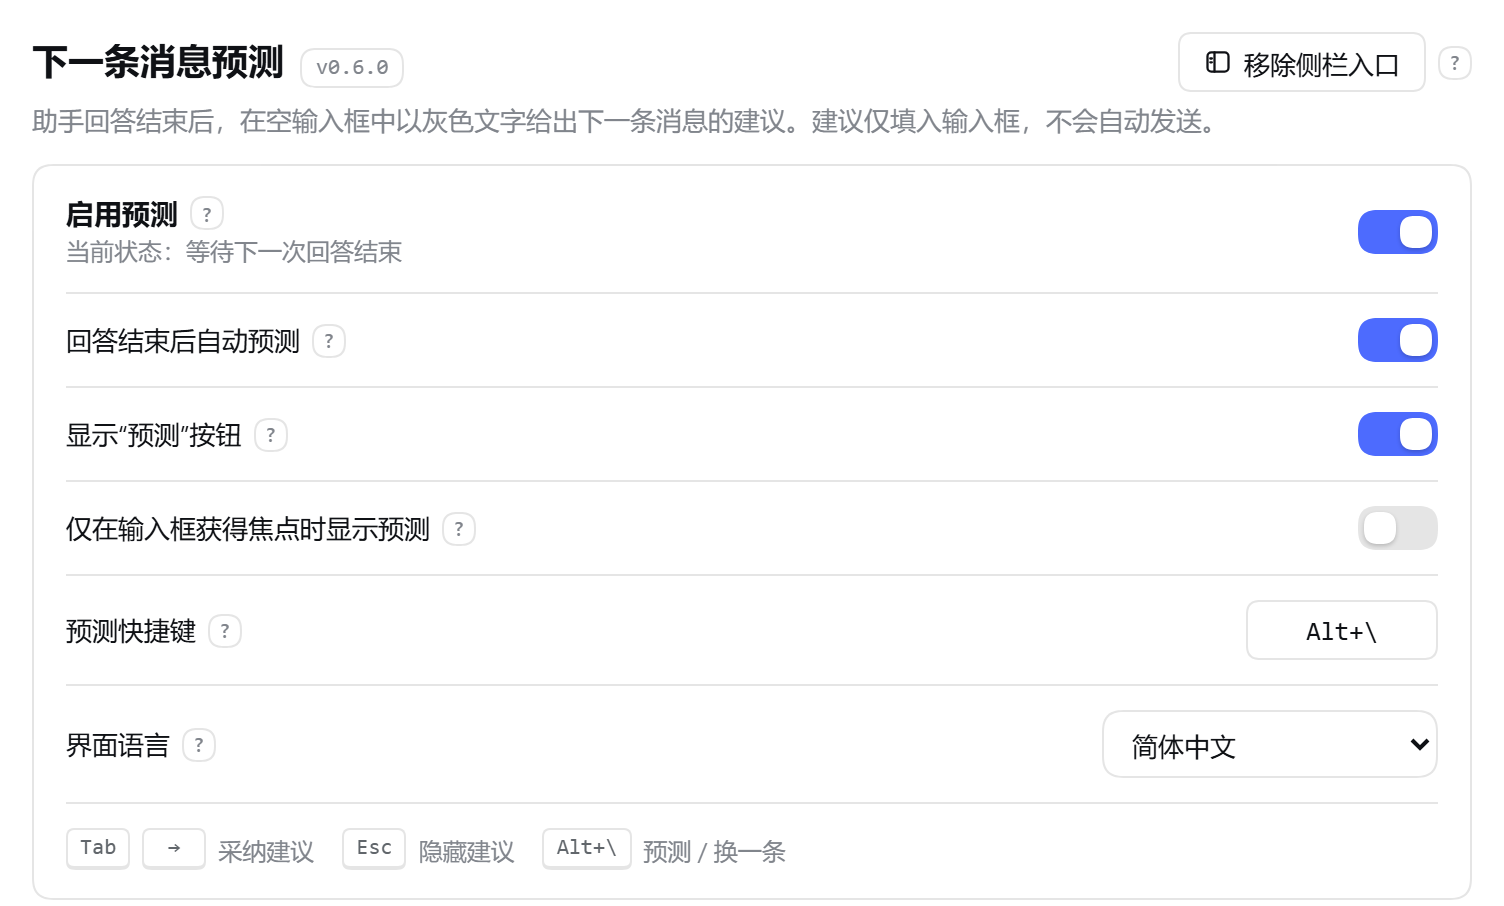 下一条消息预测 v0.6.0 移除侧栏入口 ?
助手回答结束后，在空输入框中以灰色文字给出下一条消息的建议。建议仅填入输入框，不会自动发送。
启用预测 ?
当前状态：等待下一次回答结束
回答结束后自动预测 ?
显示“预测”按钮 ?
仅在输入框获得焦点时显示预测 ?
预测快捷键 ? Alt+\
界面语言 ? 简体中文
Tab → 采纳建议 Esc 隐藏建议 Alt+\ 预测 / 换一条